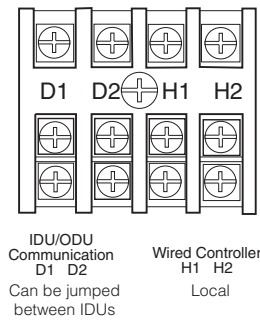 D1 D2 H1 H2
IDU/ODU
Communication
D1 D2
Can be jumped
between IDUs
Wired Controller
H1 H2
Local